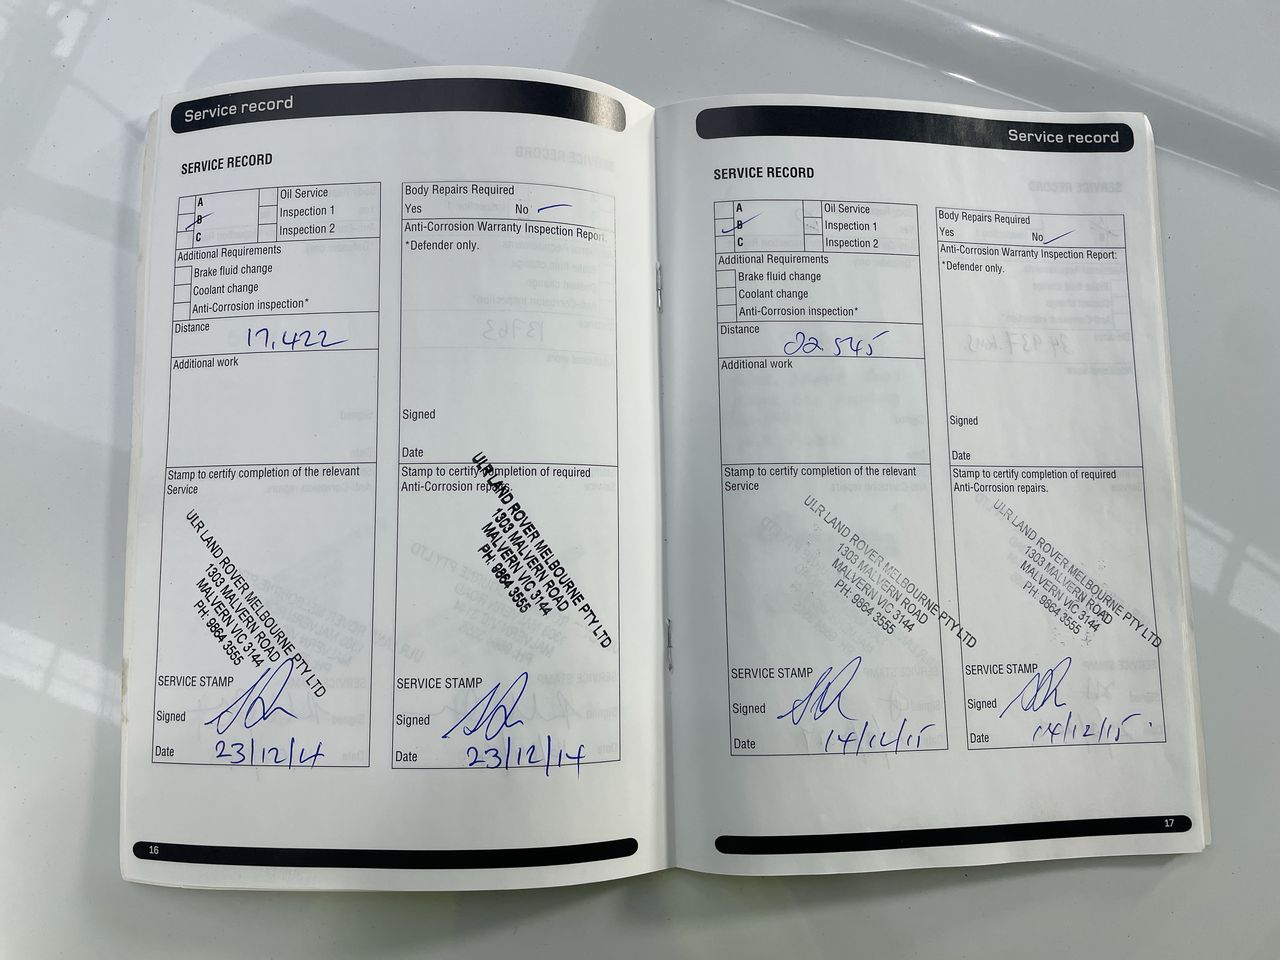 Service record
SERVICE RECORD
A
B
C
Oil Service
Inspection 1
Inspection 2
Additional Requirements
Brake fluid change
Coolant change
Anti-Corrosion inspection*
Distance
17,422
Additional work
Stamp to certify completion of the relevant
Service
ULR LAND ROVER MELBOURNE PTY LTD
1303 MALVERN ROAD
MALVERN VIC 3144
PH: 9864 3555
SERVICE STAMP
Signed
Date
23/12/14
Body Repairs Required
Yes
No
Anti-Corrosion Warranty Inspection Report:
*Defender only.
Signed
Date
Stamp to certify completion of required
Anti-Corrosion repairs.
ULR LAND ROVER MELBOURNE PTY LTD
1303 MALVERN ROAD
MALVERN VIC 3144
PH: 9864 3555
SERVICE STAMP
Signed
Date
23/12/14
16
Service record
SERVICE RECORD
A
B
C
Oil Service
Inspection 1
Inspection 2
Additional Requirements
Brake fluid change
Coolant change
Anti-Corrosion inspection*
Distance
22 545
Additional work
Stamp to certify completion of the relevant
Service
ULR LAND ROVER MELBOURNE PTY LTD
1303 MALVERN ROAD
MALVERN VIC 3144
PH: 9864 3555
SERVICE STAMP
Signed
Date
14/12/15
Body Repairs Required
Yes
No
Anti-Corrosion Warranty Inspection Report:
*Defender only.
Signed
Date
Stamp to certify completion of required
Anti-Corrosion repairs.
ULR LAND ROVER MELBOURNE PTY LTD
1303 MALVERN ROAD
MALVERN VIC 3144
PH: 9864 3555
SERVICE STAMP
Signed
Date
14/12/15
17